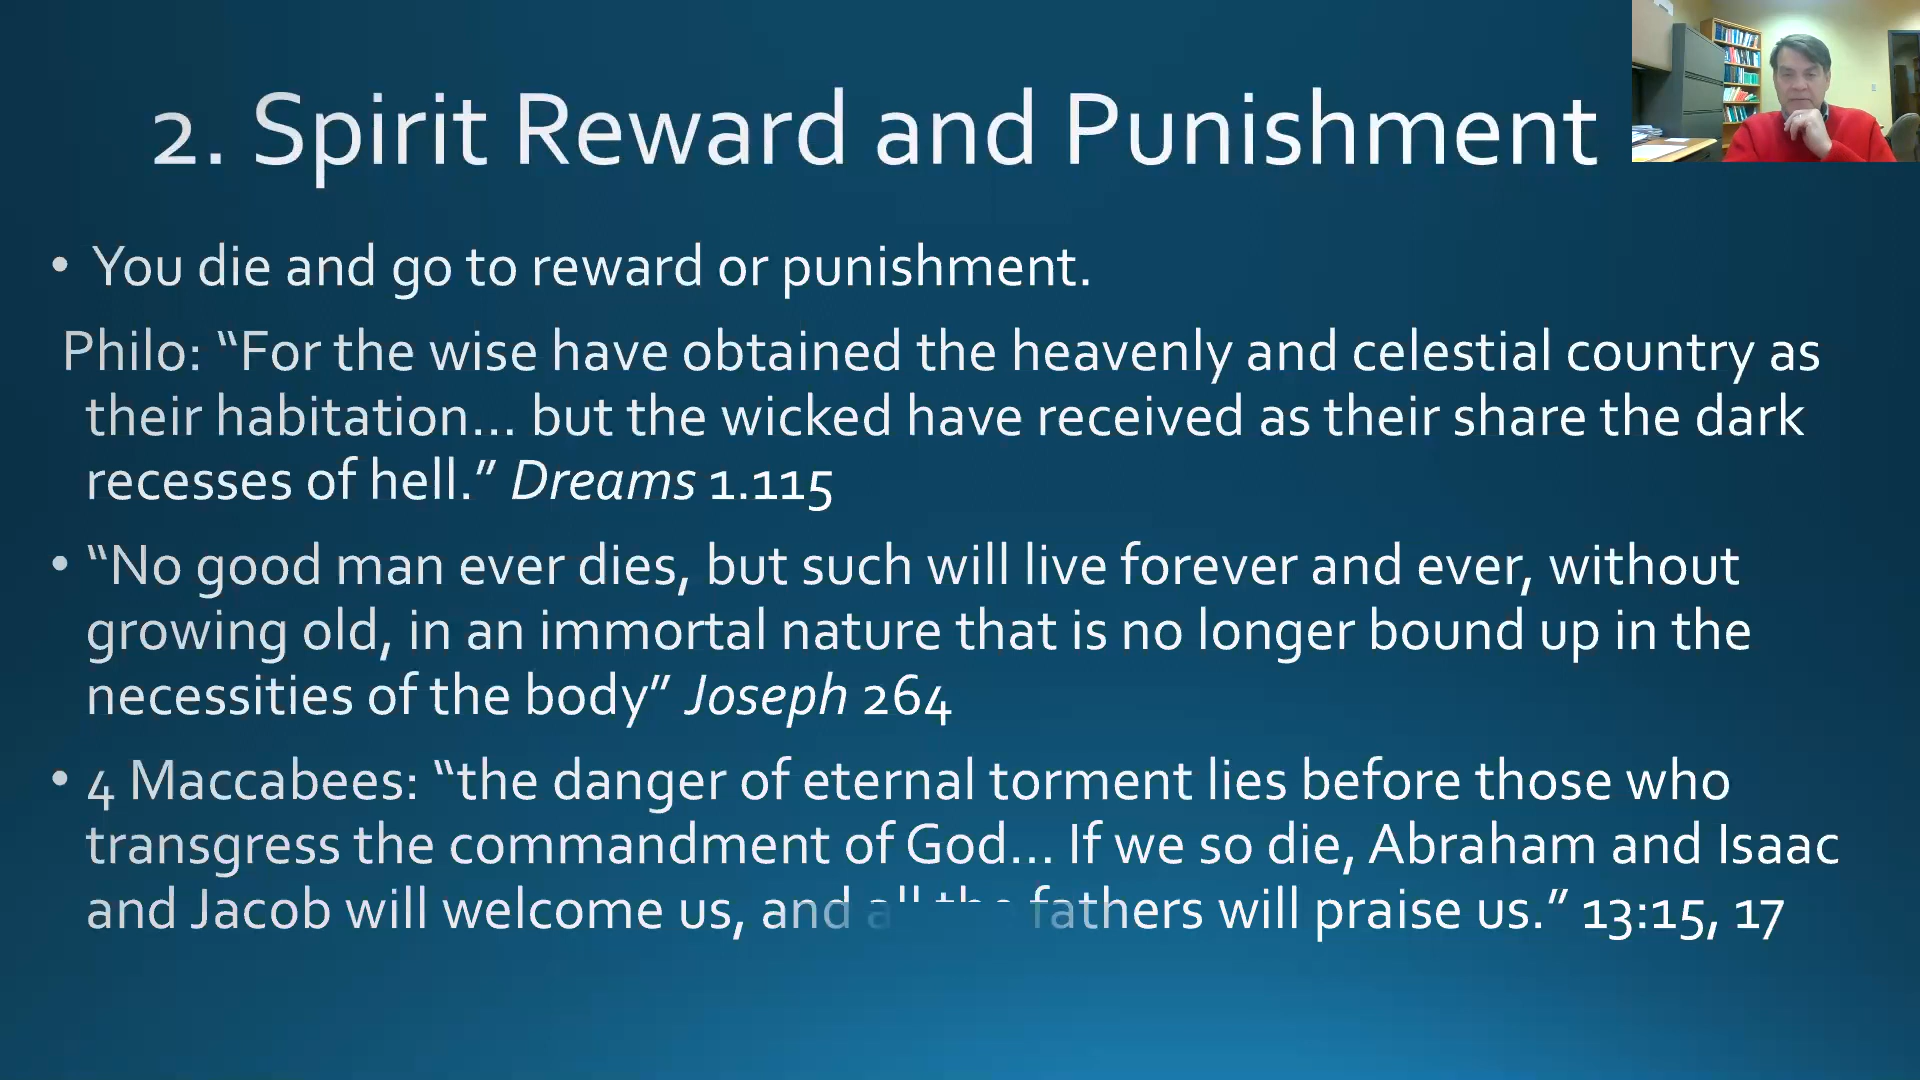 2. Spirit Reward and Punishment
• You die and go to reward or punishment.
Philo: “For the wise have obtained the heavenly and celestial country as
their habitation... but the wicked have received as their share the dark
recesses of hell.” Dreams 1.115
• “No good man ever dies, but such will live forever and ever, without
growing old, in an immortal nature that is no longer bound up in the
necessities of the body” Joseph 264
• 4 Maccabees: “the danger of eternal torment lies before those who
transgress the commandment of God... If we so die, Abraham and Isaac
and Jacob will welcome us, and all the fathers will praise us.” 13:15, 17